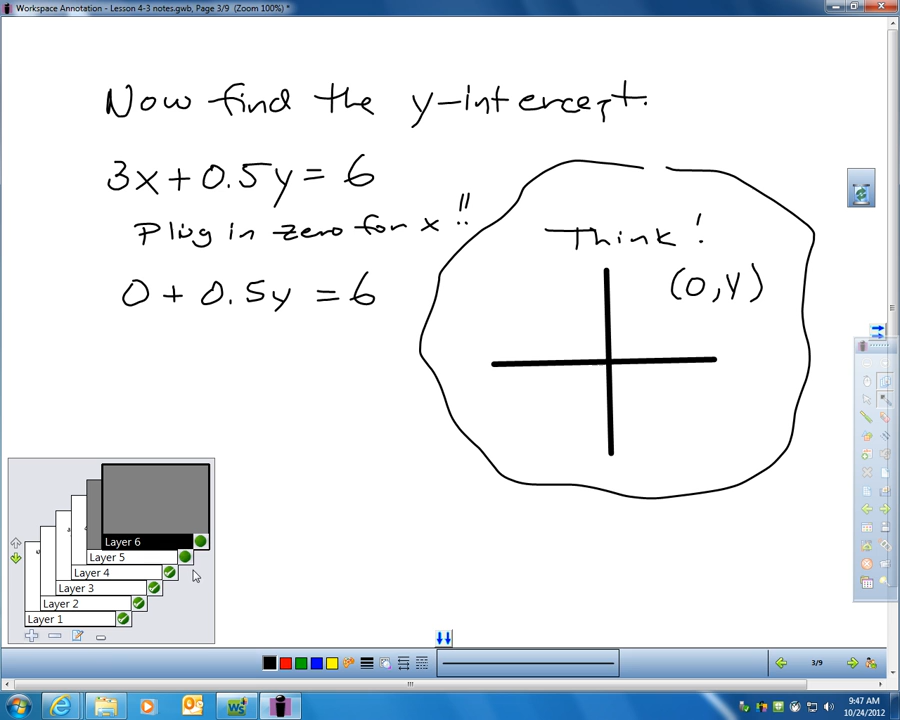 Workspace Annotation - Lesson 4-3 notes.gwb, Page 3/9 (Zoom 100%) *
Now find the y-intercept.
3x + 0.5y = 6
Plug in zero for x !!
0 + 0.5y = 6
Think !
(0, Y)
Layer 6
Layer 5
Layer 4
Layer 3
Layer 2
Layer 1
3/9
9:47 AM
10/24/2012